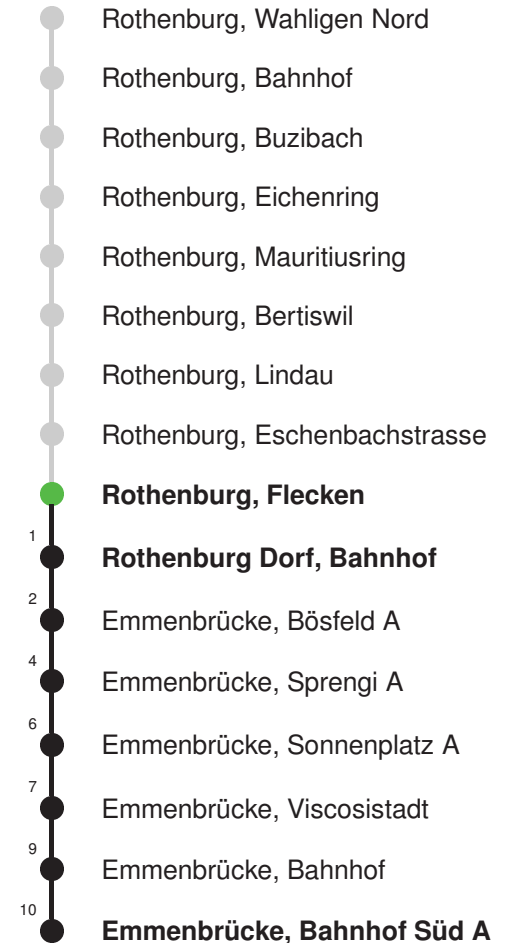 Rothenburg, Wahligen Nord
Rothenburg, Bahnhof
Rothenburg, Buzibach
Rothenburg, Eichenring
Rothenburg, Mauritiusring
Rothenburg, Bertiswil
Rothenburg, Lindau
Rothenburg, Eschenbachstrasse
Rothenburg, Flecken
1 Rothenburg Dorf, Bahnhof
2 Emmenbrücke, Bösfeld A
4 Emmenbrücke, Sprengi A
6 Emmenbrücke, Sonnenplatz A
7 Emmenbrücke, Viscosistadt
9 Emmenbrücke, Bahnhof
10 Emmenbrücke, Bahnhof Süd A